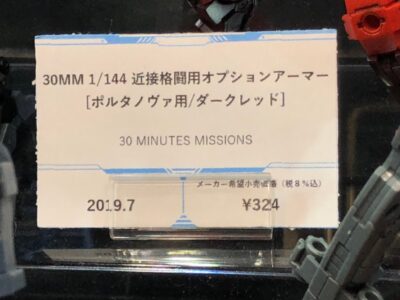 30MM 1/144 近接格闘用オプションアーマー
[ポルタノヴァ用/ダークレッド]
30 MINUTES MISSIONS
メーカー希望小売価格（税８％込）
2019.7 ¥324